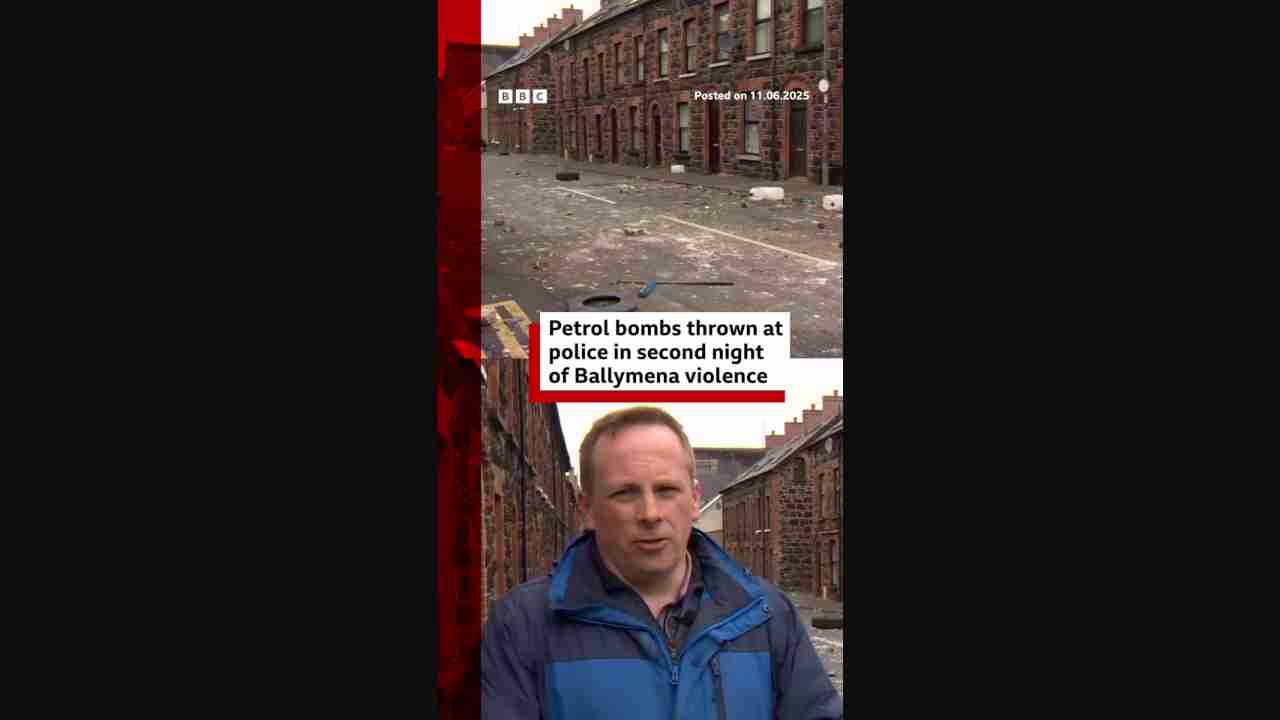 BBC
Posted on 11.06.2025
Petrol bombs thrown at
police in second night
of Ballymena violence